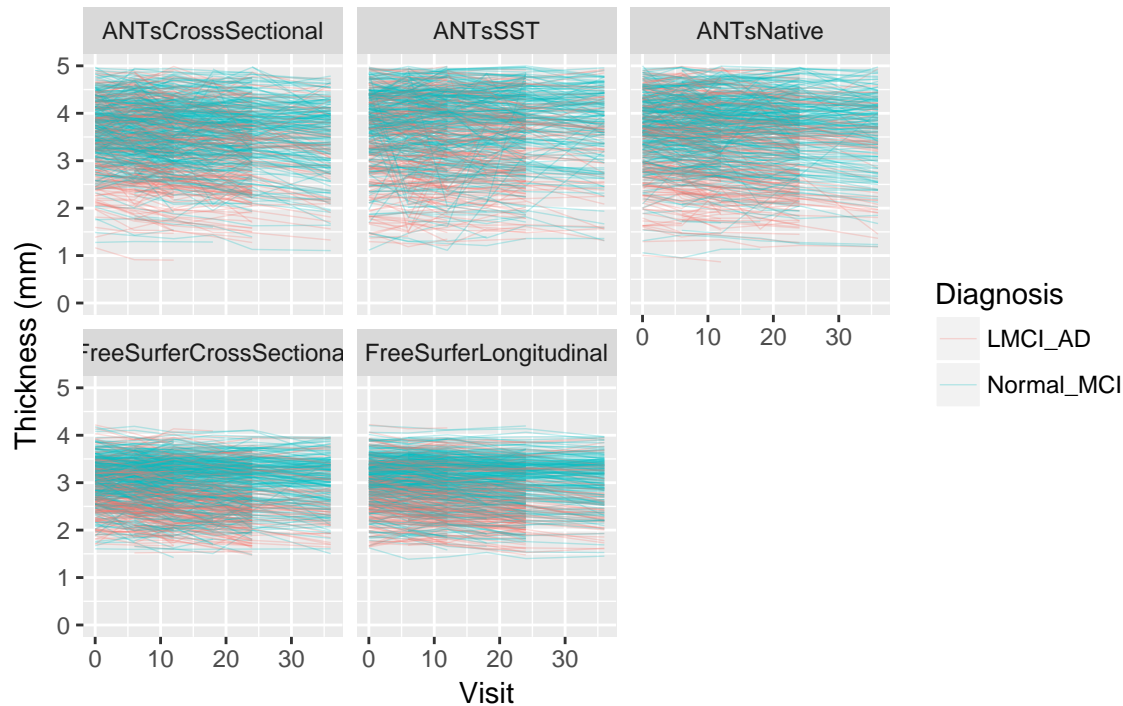 ANTsCrossSectional
ANTsSST
ANTsNative
5
4
3
2
1
0
0
10
20
30
FreeSurferCrossSectiona
FreeSurferLongitudinal
5
4
3
2
1
0
0
10
20
30
0
10
20
30
Thickness (mm)
Visit
Diagnosis
LMCI_AD
Normal_MCI